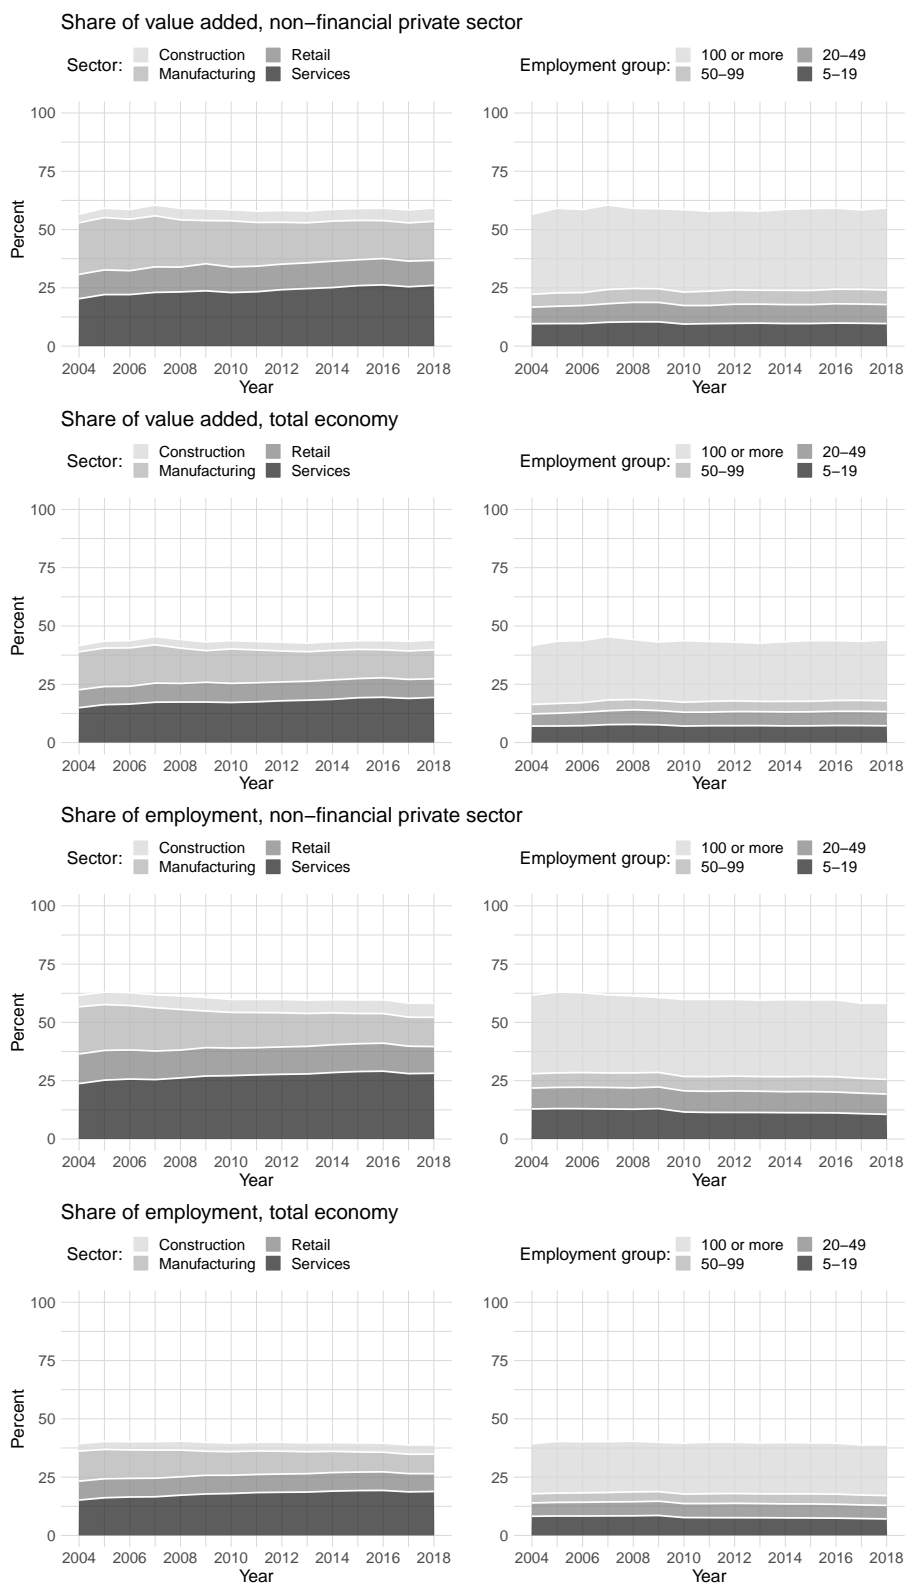 Share of value added, non−financial private sector
Sector: Construction Retail
Manufacturing Services
Employment group: 100 or more 20−49
50−99 5−19
Percent
100
75
50
25
0
2004 2006 2008 2010 2012 2014 2016 2018
Year
100
75
50
25
0
2004 2006 2008 2010 2012 2014 2016 2018
Year
Share of value added, total economy
Sector: Construction Retail
Manufacturing Services
Employment group: 100 or more 20−49
50−99 5−19
Percent
100
75
50
25
0
2004 2006 2008 2010 2012 2014 2016 2018
Year
100
75
50
25
0
2004 2006 2008 2010 2012 2014 2016 2018
Year
Share of employment, non−financial private sector
Sector: Construction Retail
Manufacturing Services
Employment group: 100 or more 20−49
50−99 5−19
Percent
100
75
50
25
0
2004 2006 2008 2010 2012 2014 2016 2018
Year
100
75
50
25
0
2004 2006 2008 2010 2012 2014 2016 2018
Year
Share of employment, total economy
Sector: Construction Retail
Manufacturing Services
Employment group: 100 or more 20−49
50−99 5−19
Percent
100
75
50
25
0
2004 2006 2008 2010 2012 2014 2016 2018
Year
100
75
50
25
0
2004 2006 2008 2010 2012 2014 2016 2018
Year